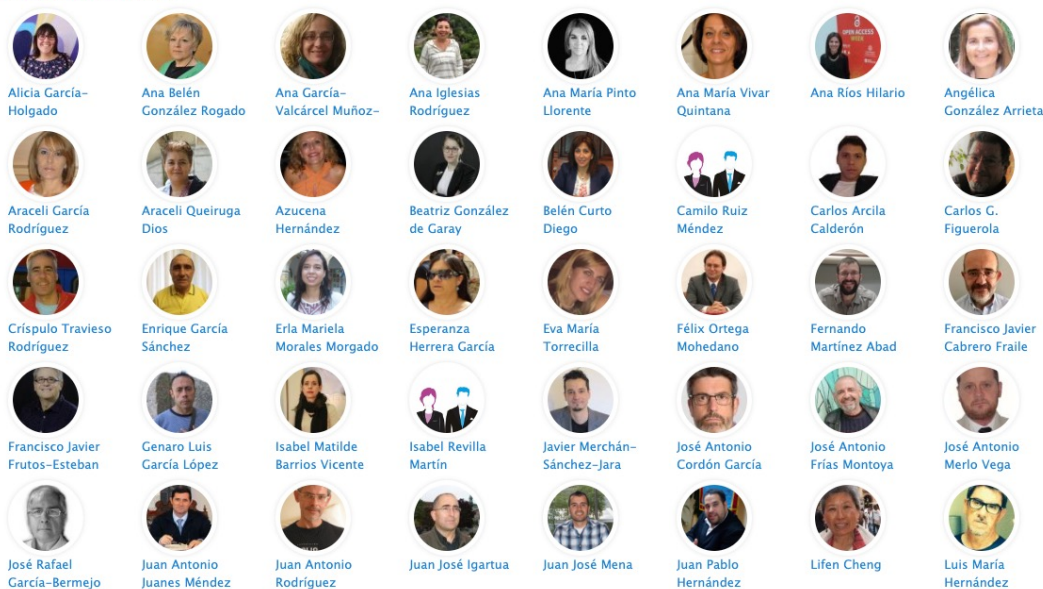 Alicia García-
Holgado
Ana Belén
González Rogado
Ana García-
Valcárcel Muñoz-
Ana Iglesias
Rodríguez
Ana María Pinto
Llorente
Ana María Vivar
Quintana
OPEN ACCESS
WEEK
Ana Ríos Hilario
Angélica
González Arrieta
Araceli García
Rodríguez
Araceli Queiruga
Dios
Azucena
Hernández
Beatriz González
de Garay
Belén Curto
Diego
Camilo Ruiz
Méndez
Carlos Arcila
Calderón
Carlos G.
Figuerola
Críspulo Travieso
Rodríguez
Enrique García
Sánchez
Erla Mariela
Morales Morgado
Esperanza
Herrera García
Eva María
Torrecilla
Félix Ortega
Mohedano
Fernando
Martínez Abad
Francisco Javier
Cabrero Fraile
Francisco Javier
Frutos-Esteban
Genaro Luis
García López
Isabel Matilde
Barrios Vicente
Isabel Revilla
Martín
Javier Merchán-
Sánchez-Jara
José Antonio
Cordón García
José Antonio
Frías Montoya
José Antonio
Merlo Vega
José Rafael
García-Bermejo
Juan Antonio
Juanes Méndez
Juan Antonio
Rodríguez
Juan José Igartua
Juan José Mena
Juan Pablo
Hernández
Lifen Cheng
Luis María
Hernández